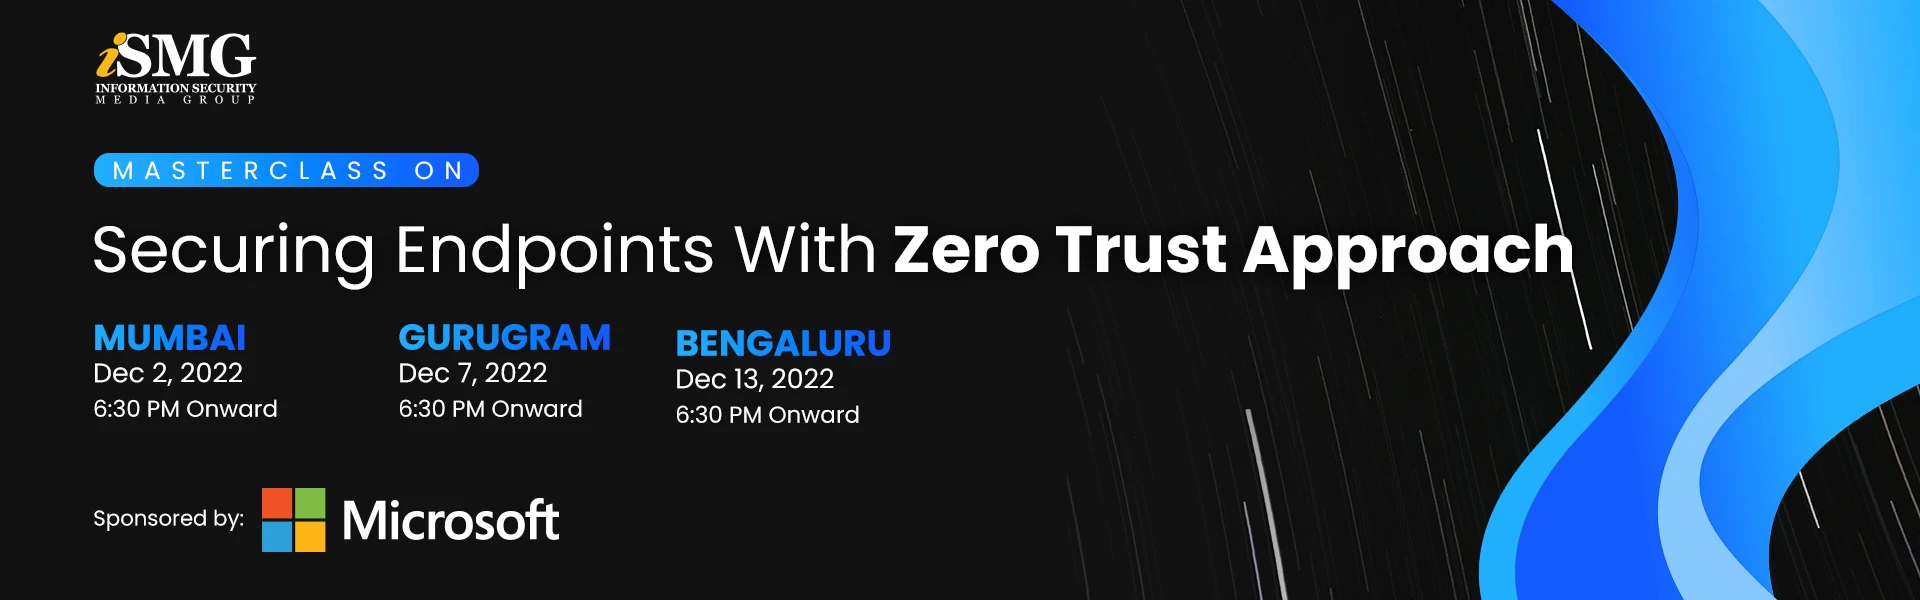 iSMG
INFORMATION SECURITY
MEDIA GROUP
MASTERCLASS ON
Securing Endpoints With Zero Trust Approach
MUMBAI
Dec 2, 2022
6:30 PM Onward
GURUGRAM
Dec 7, 2022
6:30 PM Onward
BENGALURU
Dec 13, 2022
6:30 PM Onward
Sponsored by: Microsoft